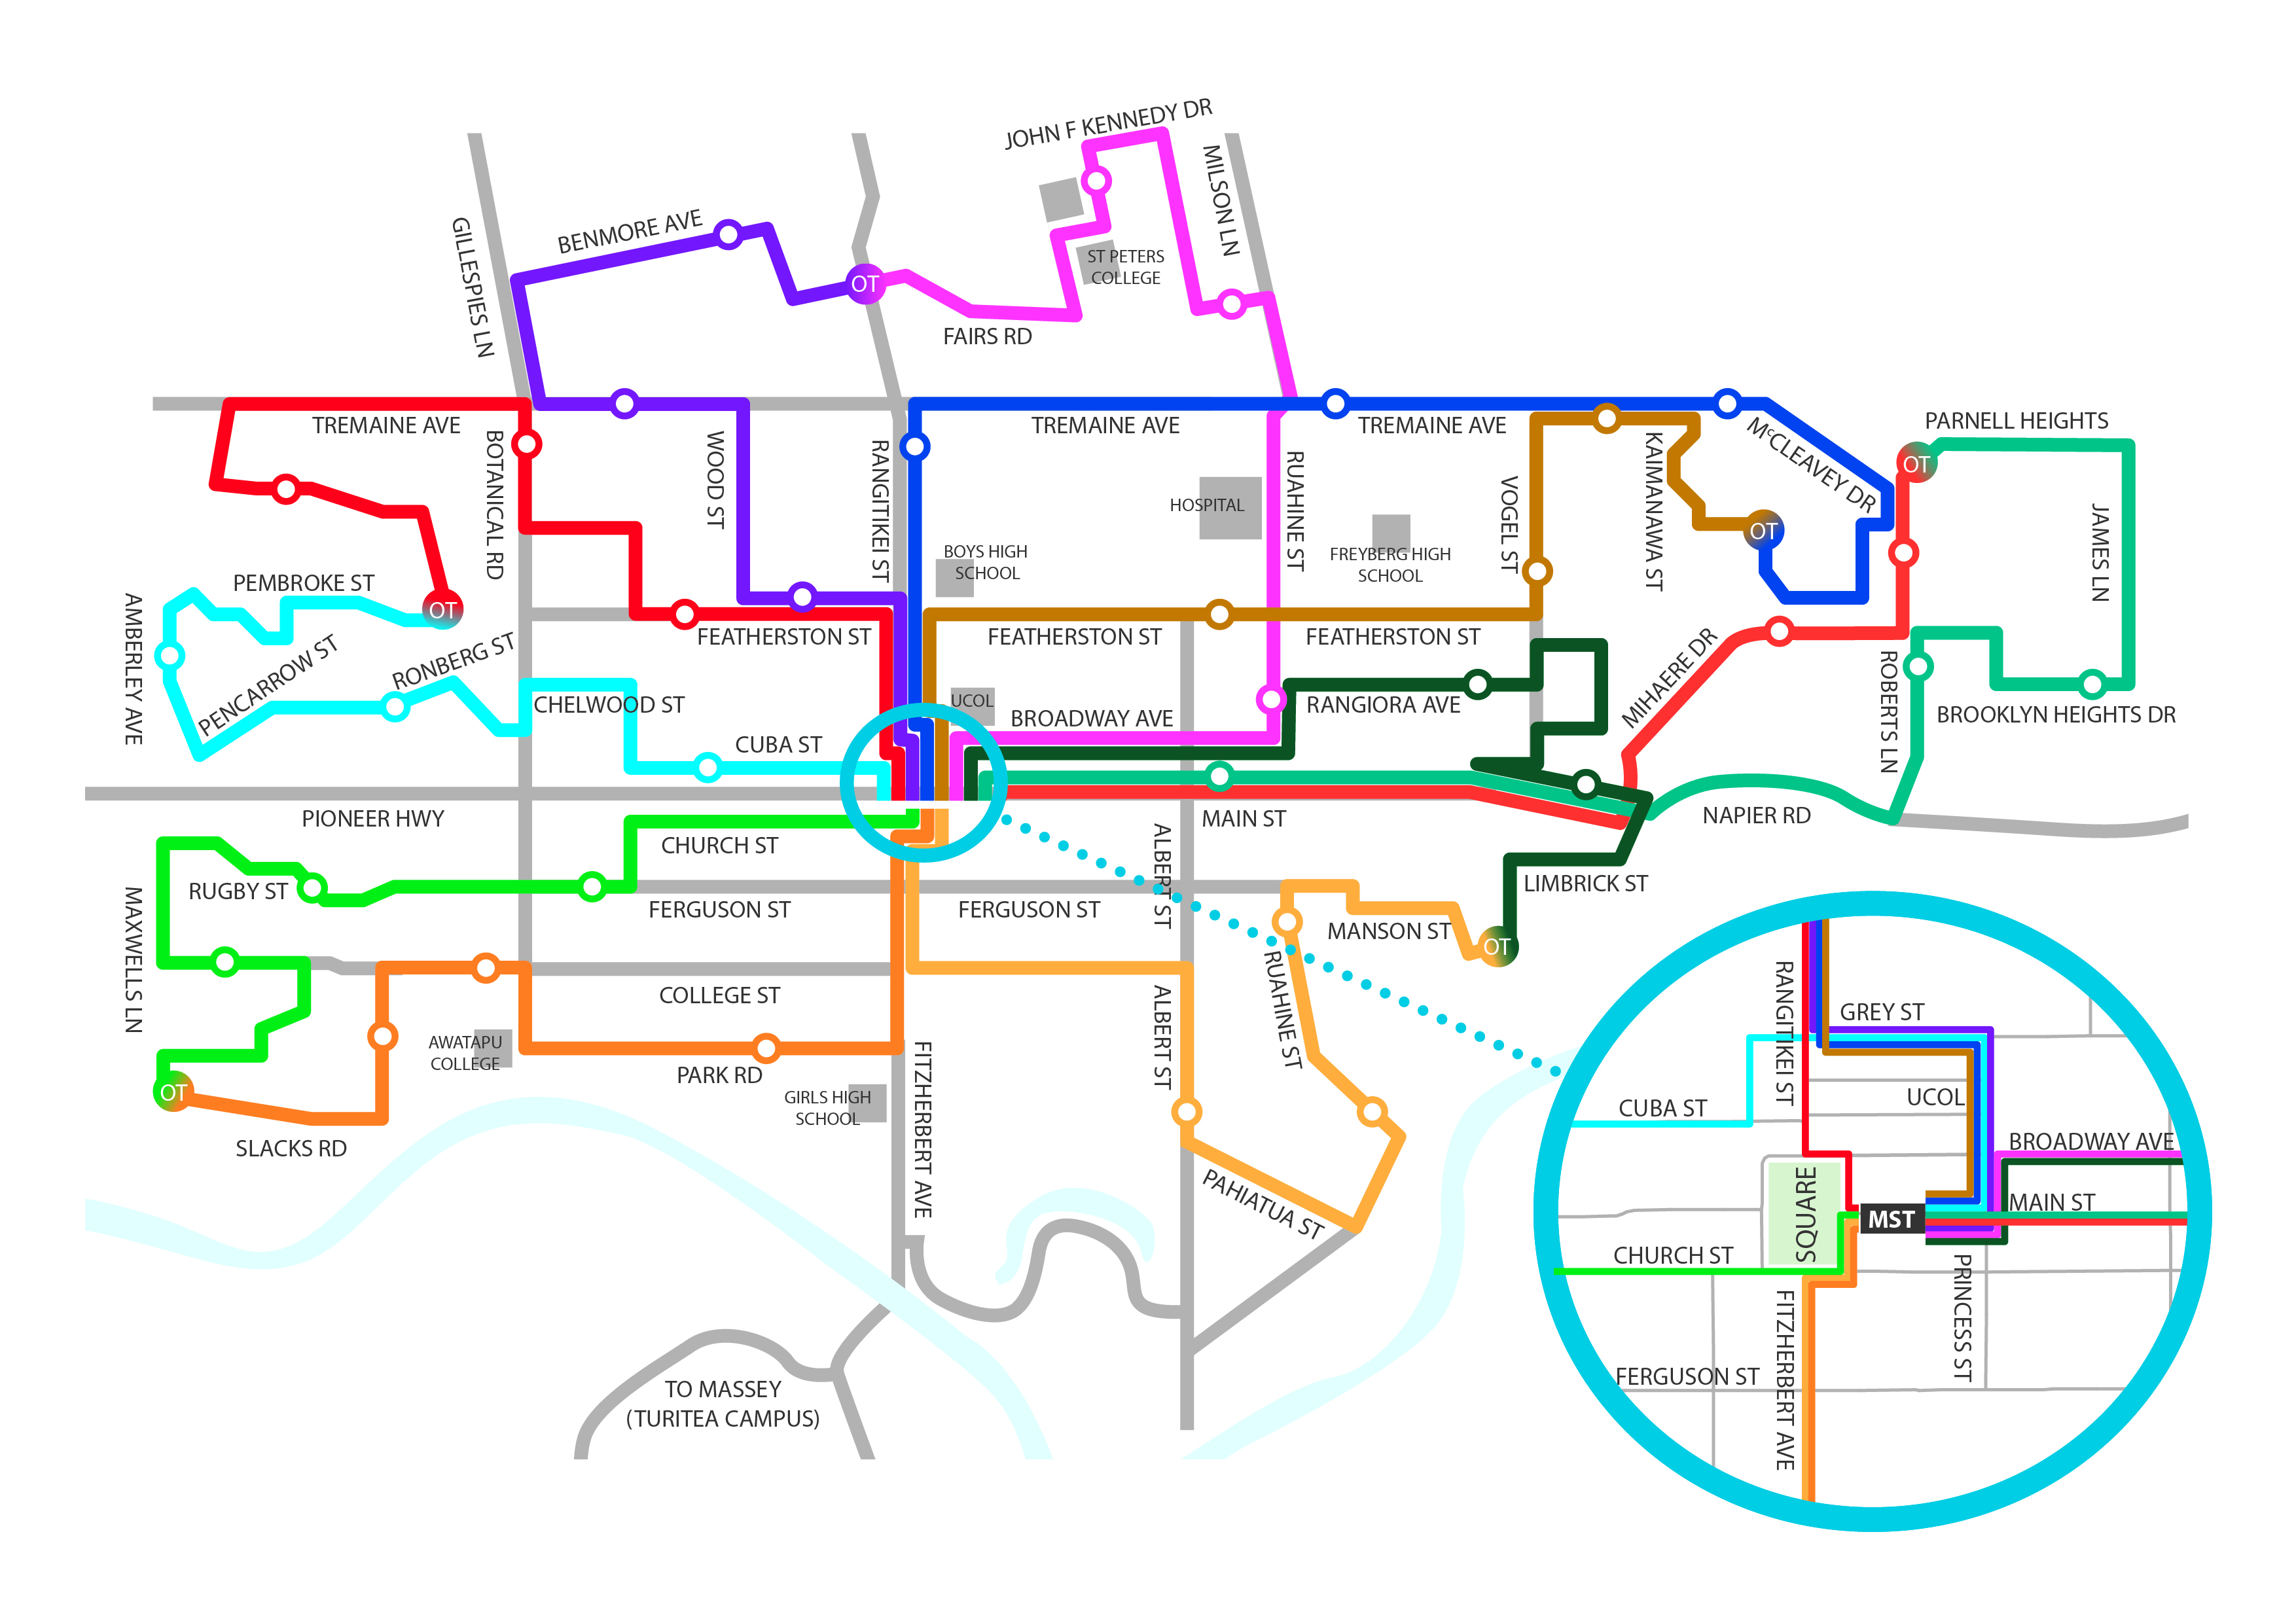 JOHN F KENNEDY DR
MILSON LN
GILLESPIES LN
BENMORE AVE
ST PETERS
COLLEGE
OT
FAIRS RD
TREMAINE AVE
TREMAINE AVE
TREMAINE AVE
PARNELL HEIGHTS
BOTANICAL RD
WOOD ST
RANGITIKEI ST
RUAHINE ST
VOGEL ST
KAIMANAWA ST
McCLEAVEY DR
OT
HOSPITAL
JAMES LN
OT
BOYS HIGH
SCHOOL
FREYBERG HIGH
SCHOOL
PEMBROKE ST
OT
AMBERLEY AVE
PENCARROW ST
RONBERG ST
FEATHERSTON ST
FEATHERSTON ST
FEATHERSTON ST
MIHAERE DR
ROBERTS LN
CHELWOOD ST
UCOL
BROADWAY AVE
RANGIORA AVE
BROOKLYN HEIGHTS DR
CUBA ST
PIONEER HWY
MAIN ST
NAPIER RD
CHURCH ST
ALBERT ST
RUGBY ST
LIMBRICK ST
MAXWELLS LN
FERGUSON ST
FERGUSON ST
MANSON ST
OT
COLLEGE ST
RUAHINE ST
ALBERT ST
AWATAPU
COLLEGE
PARK RD
FITZHERBERT AVE
OT
GIRLS HIGH
SCHOOL
SLACKS RD
PAHIATUA ST
TO MASSEY
(TURITEA CAMPUS)
RANGITIKEI ST
GREY ST
UCOL
CUBA ST
BROADWAY AVE
SQUARE
MAIN ST
MST
CHURCH ST
PRINCESS ST
FITZHERBERT AVE
FERGUSON ST